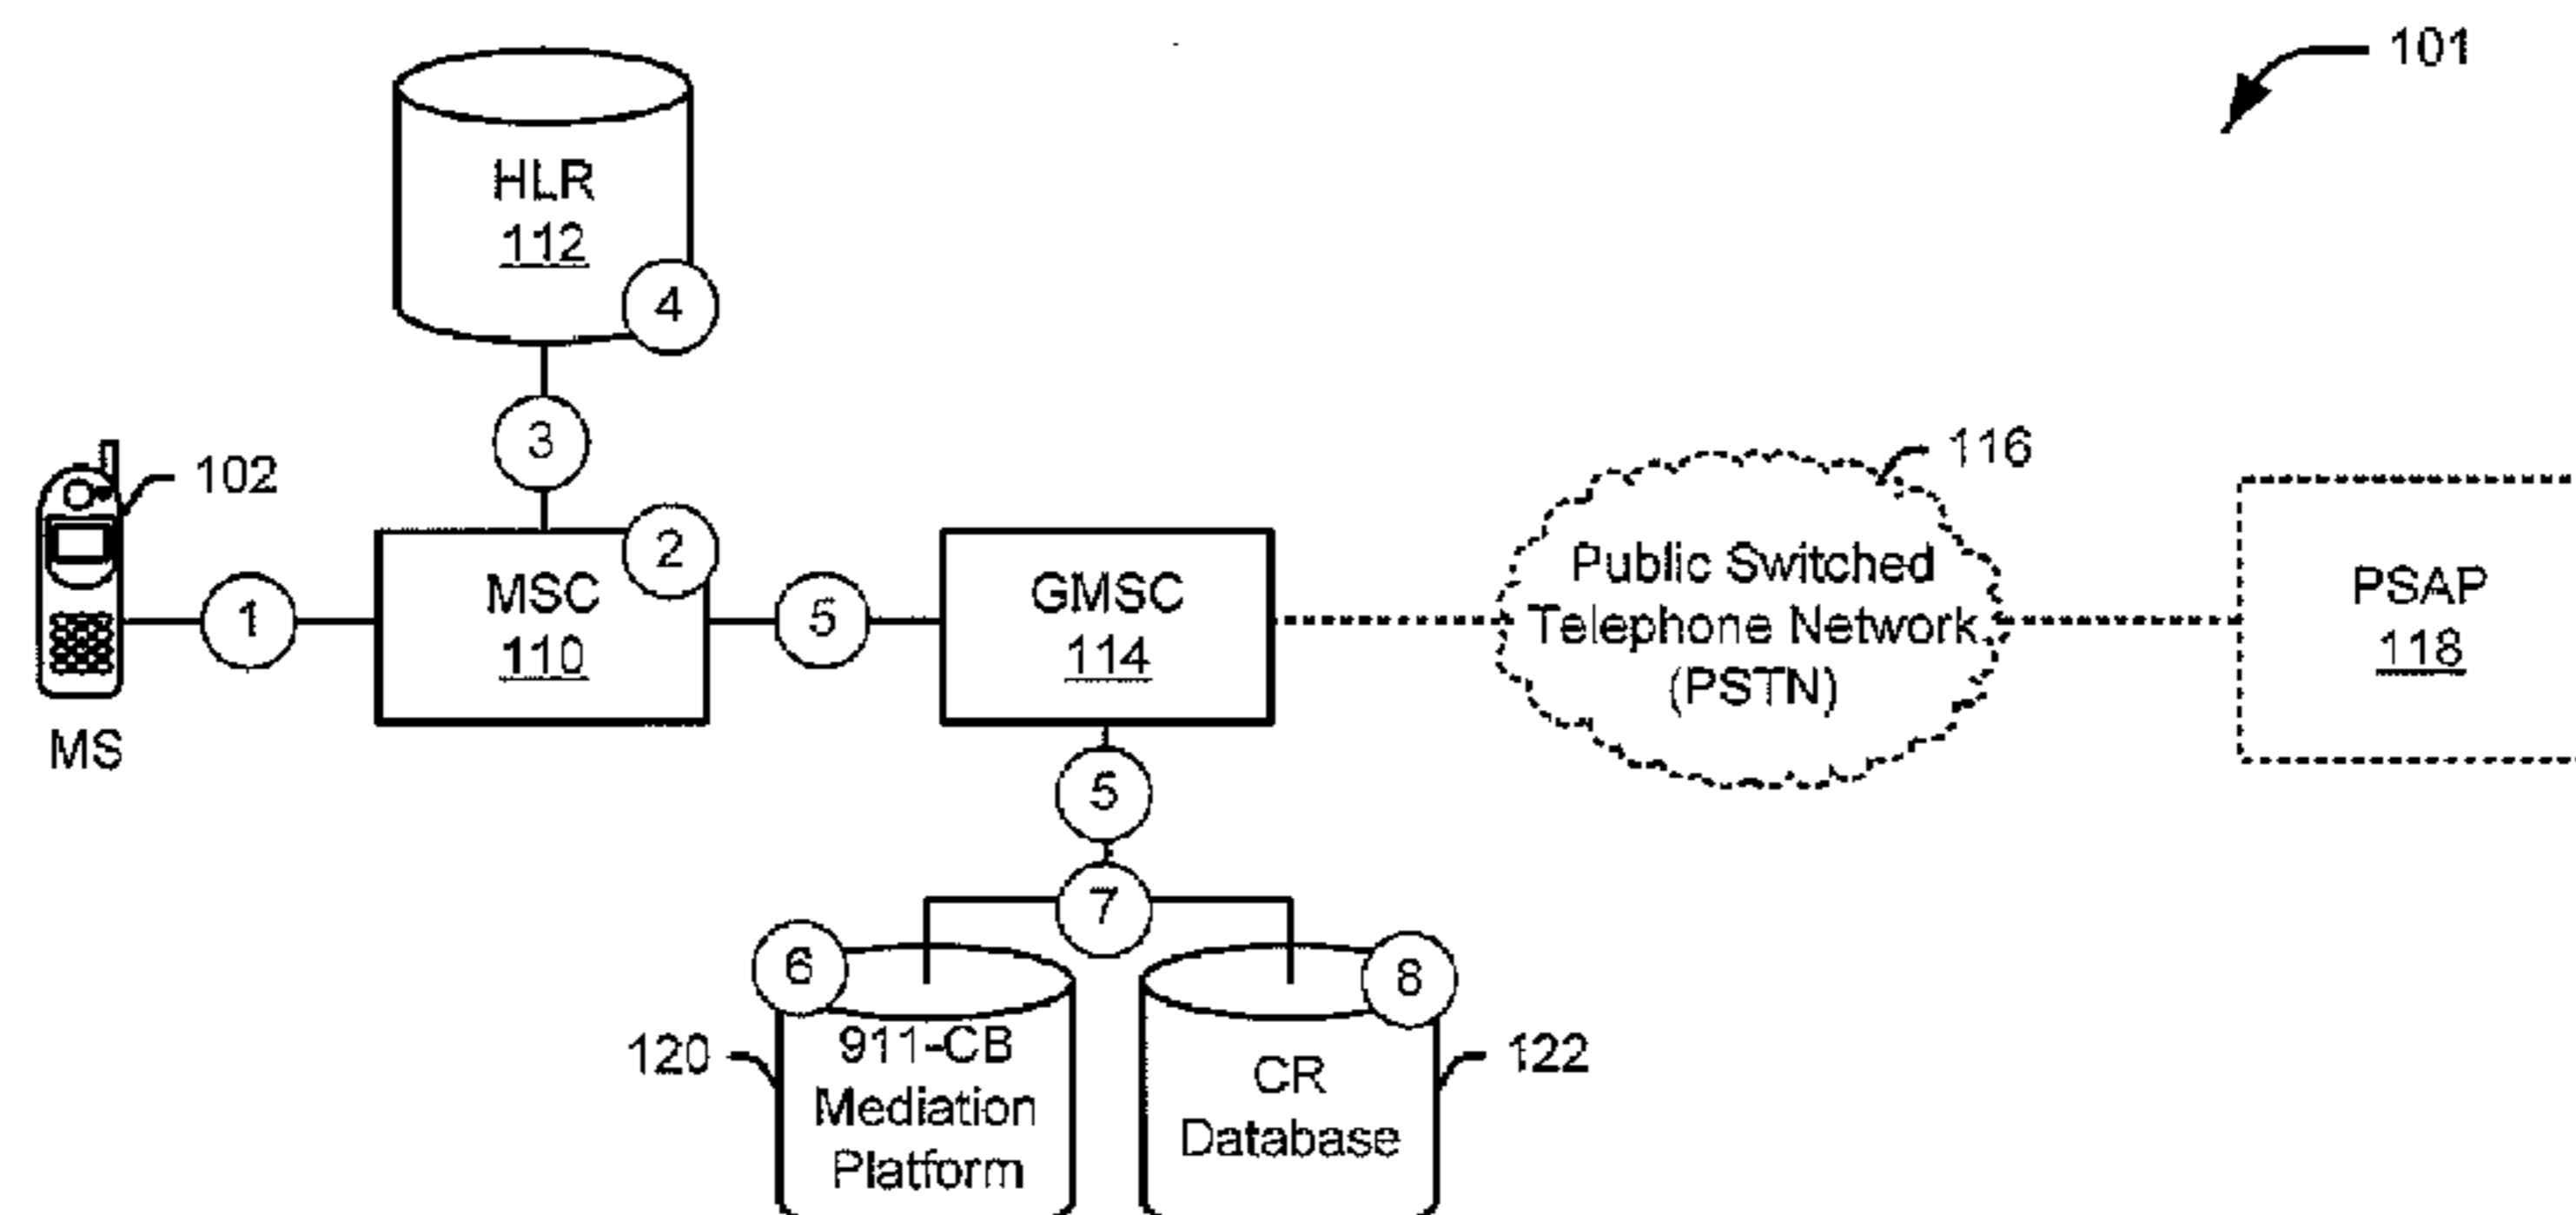 101
HLR
112
4
3
116
102
2
1
MSC
110
5
GMSC
114
Public Switched
Telephone Network
(PSTN)
PSAP
118
MS
5
7
6
8
120
911-CB
Mediation
Platform
CR
Database
122